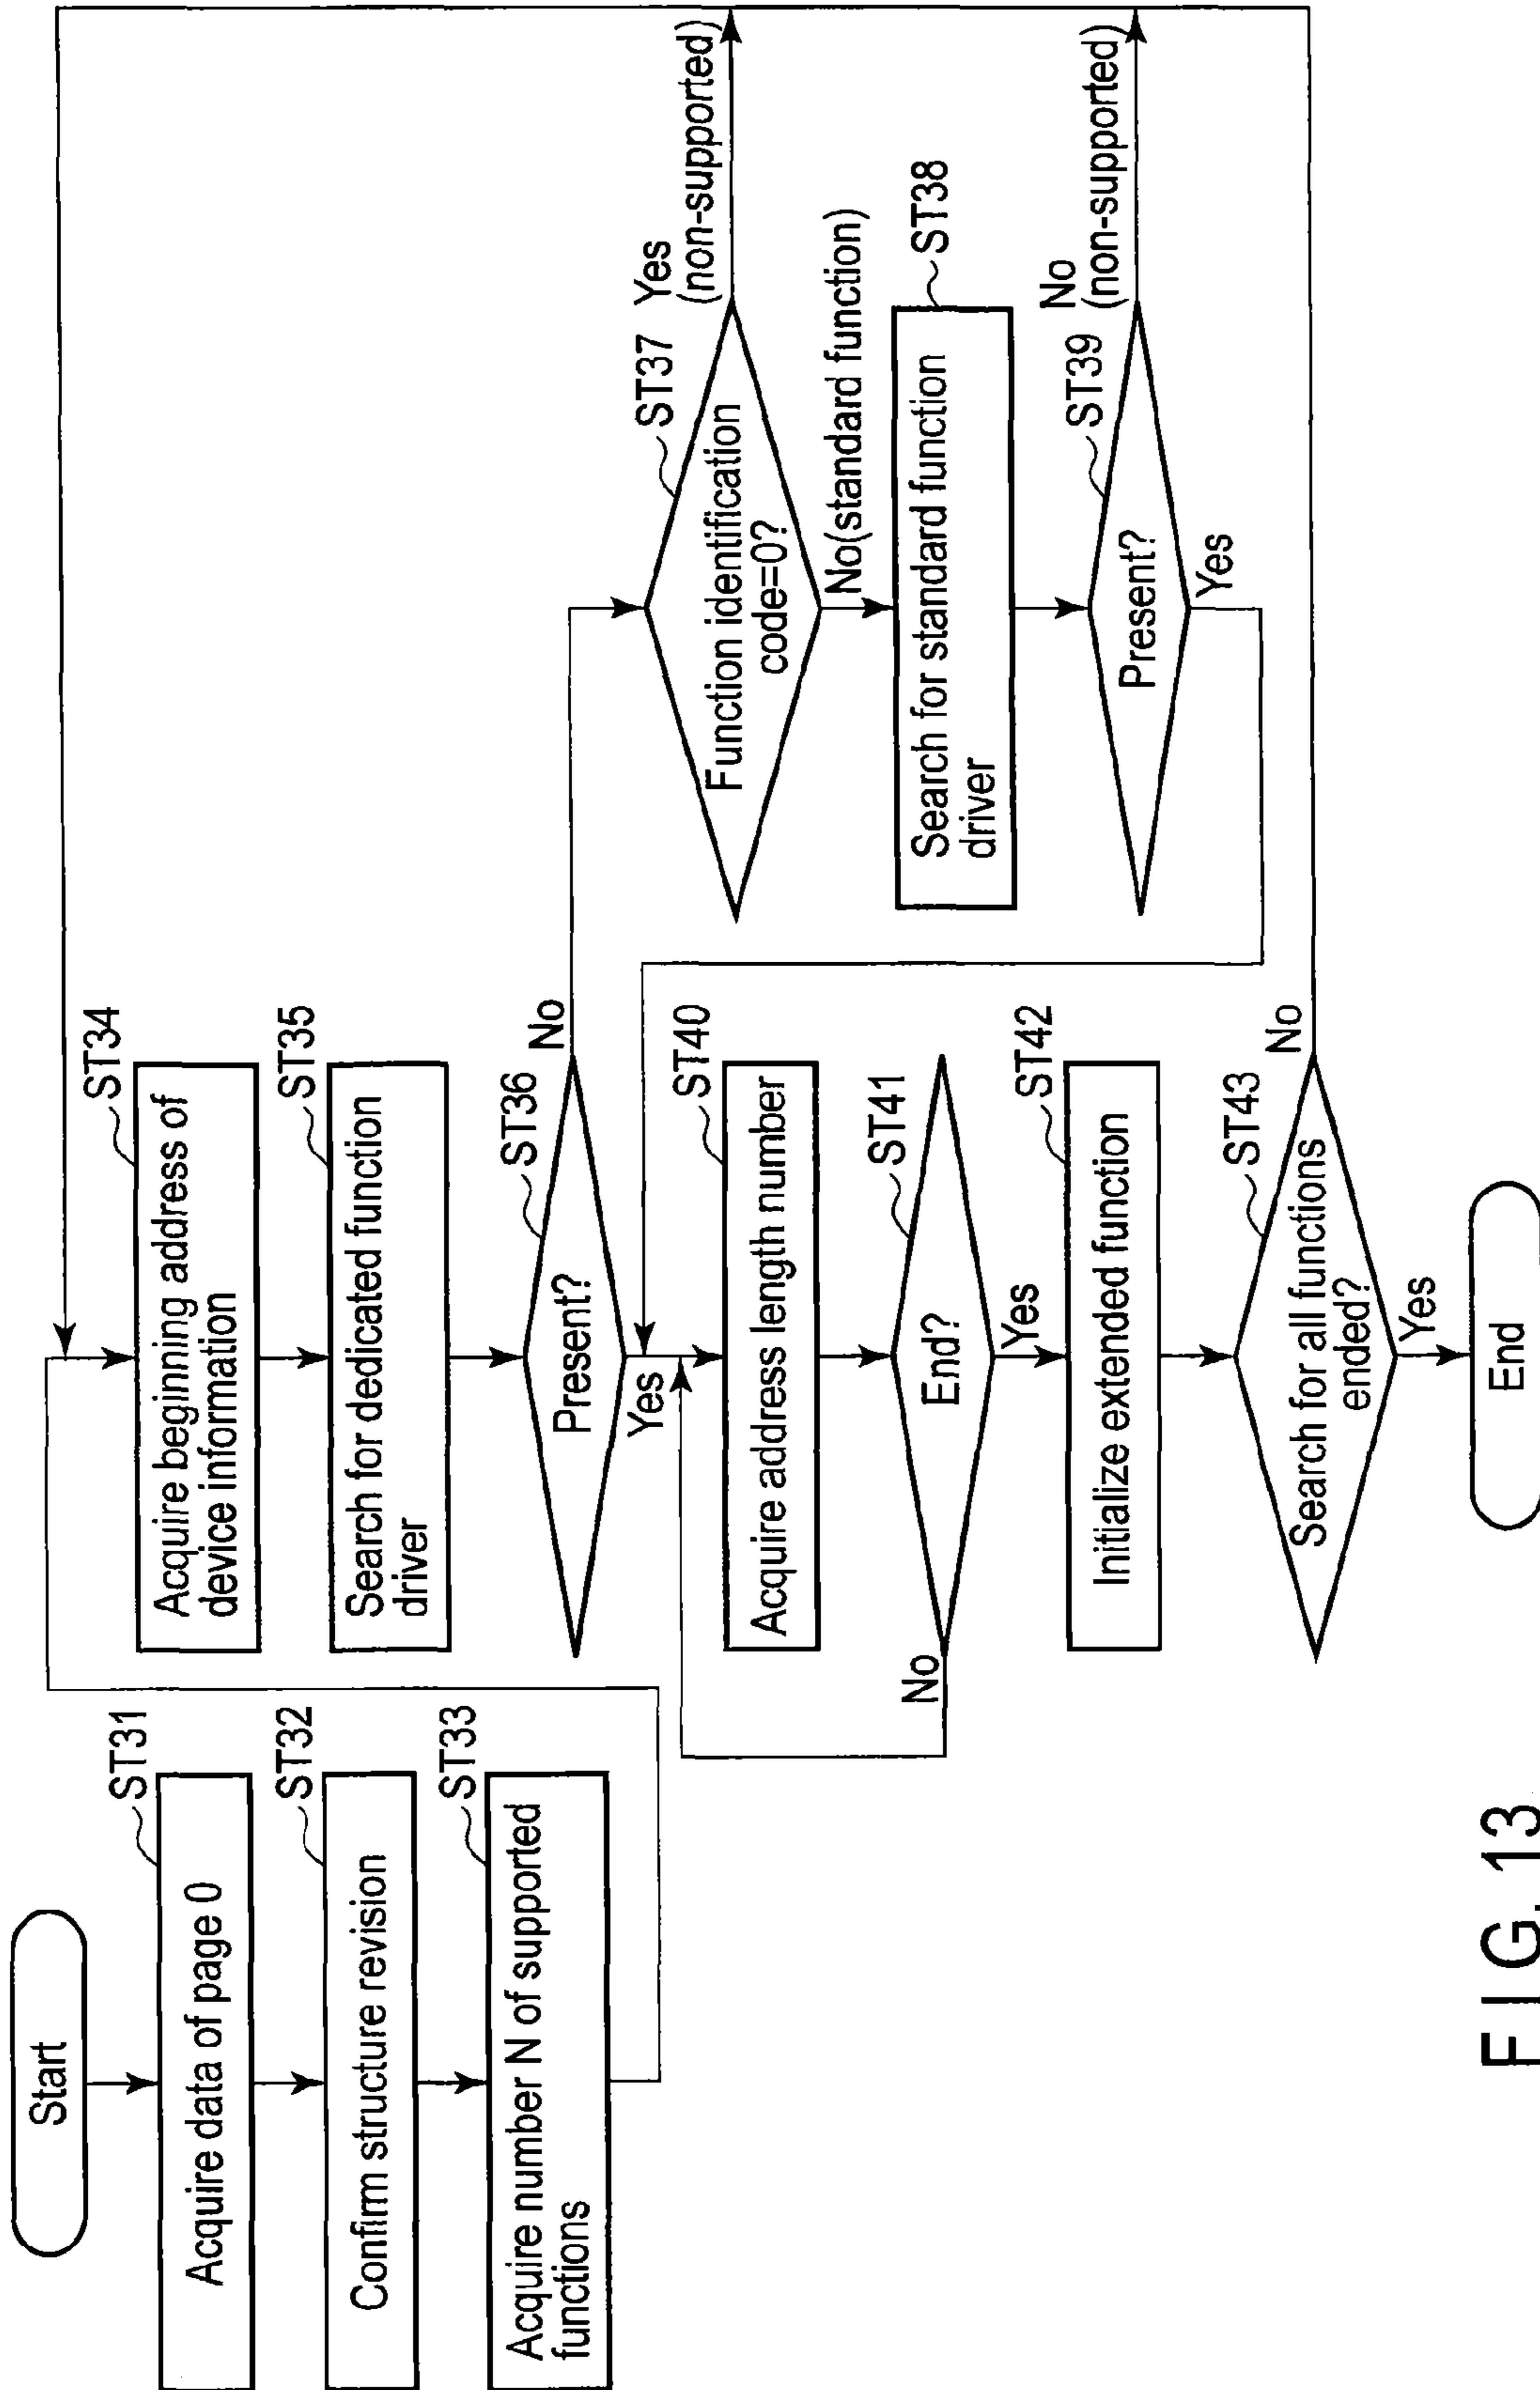 Start
Acquire data of page 0
ST31
Confirm structure revision
ST32
Acquire number N of supported
functions
ST33
Acquire beginning address of
device information
ST34
Search for dedicated function
driver
ST35
Present?
ST36
No
Yes
Function identification
code=0?
ST37
Yes
(non-supported)
No(standard function)
Search for standard function
driver
ST38
Present?
ST39
No
(non-supported)
Yes
Acquire address length number
ST40
End?
ST41
No
Yes
Initialize extended function
ST42
Search for all functions
ended?
ST43
No
Yes
End
FIG. 13